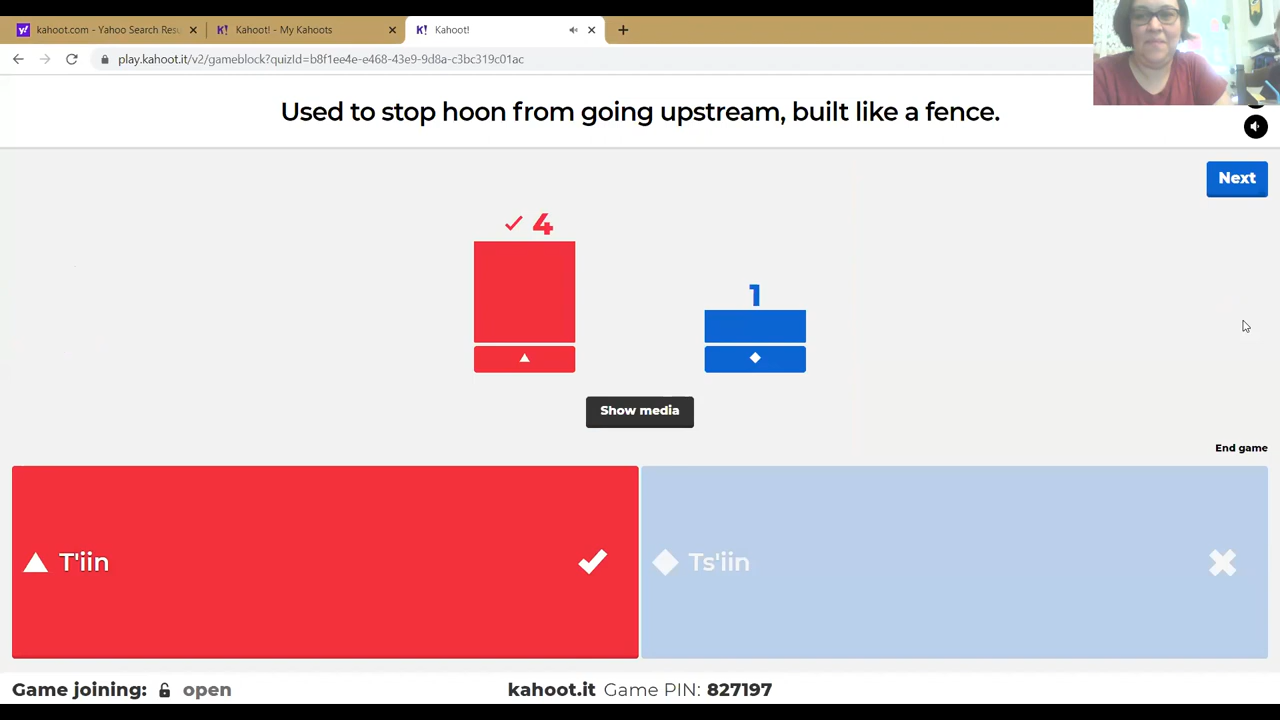 kahoot.com - Yahoo Search Resu
Kahoot! - My Kahoots
Kahoot!
play.kahoot.it/v2/gameblock?quizId=b8f1ee4e-e468-43e9-9d8a-c3bc319c01ac
Used to stop hoon from going upstream, built like a fence.
Next
4
1
Show media
End game
T'iin
Ts'iin
Game joining: open
kahoot.it Game PIN: 827197